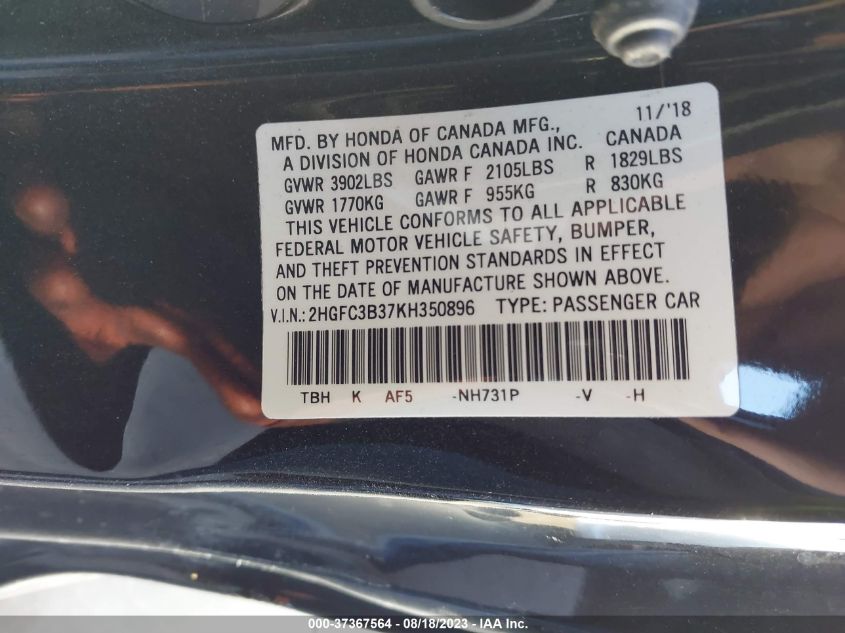 11/'18
MFD. BY HONDA OF CANADA MFG.,
A DIVISION OF HONDA CANADA INC. CANADA
GVWR 3902LBS GAWR F 2105LBS R 1829LBS
GVWR 1770KG GAWR F 955KG R 830KG
THIS VEHICLE CONFORMS TO ALL APPLICABLE
FEDERAL MOTOR VEHICLE SAFETY, BUMPER,
AND THEFT PREVENTION STANDARDS IN EFFECT
ON THE DATE OF MANUFACTURE SHOWN ABOVE.
V.I.N.: 2HGFC3B37KH350896 TYPE: PASSENGER CAR
TBH K AF5 -NH731P -V -H
000-37367564 - 08/18/2023 - IAA Inc.